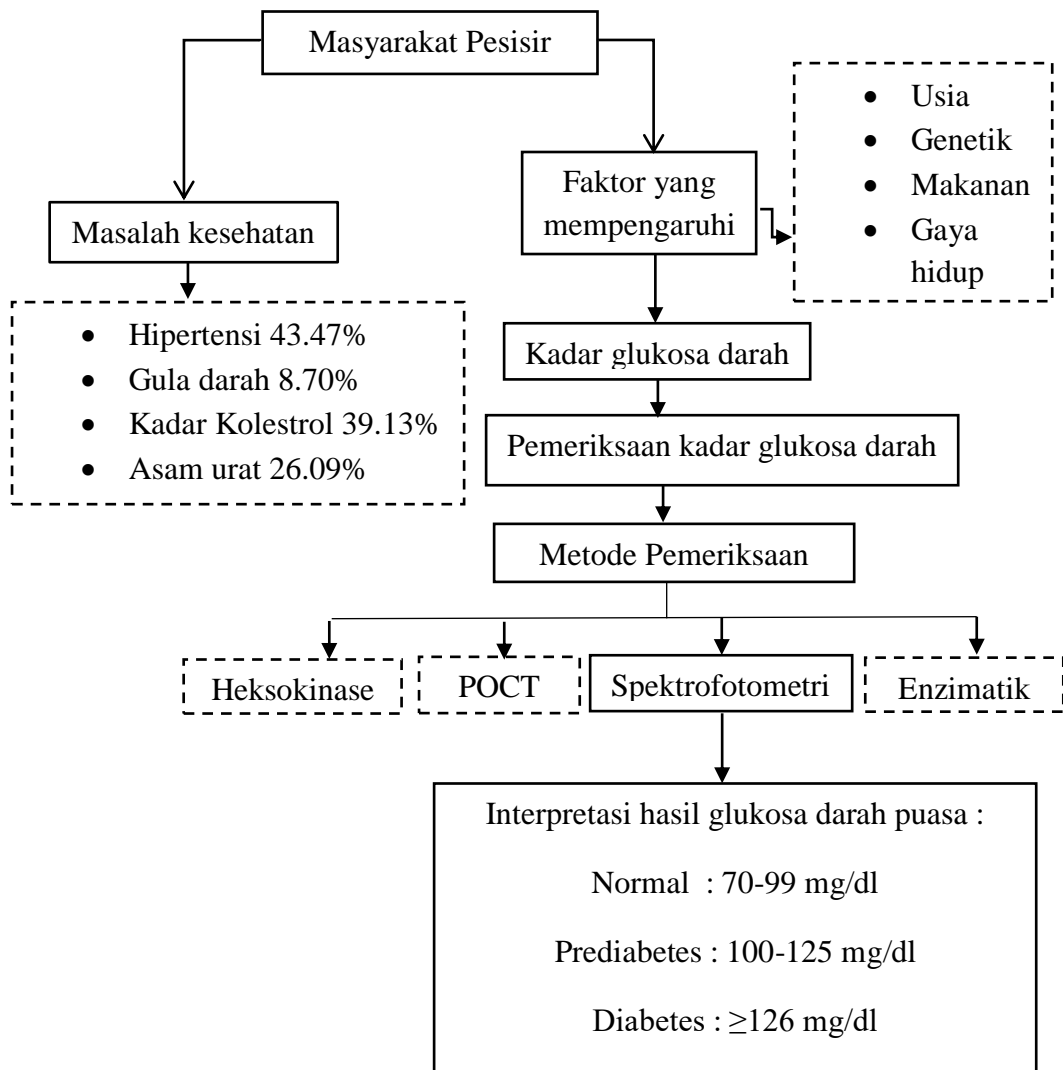 Masyarakat Pesisir
• Usia
• Genetik
• Makanan
• Gaya
hidup
Faktor yang
mempengaruhi
Masalah kesehatan
• Hipertensi 43.47%
• Gula darah 8.70%
• Kadar Kolestrol 39.13%
• Asam urat 26.09%
Kadar glukosa darah
Pemeriksaan kadar glukosa darah
Metode Pemeriksaan
Heksokinase
POCT
Spektrofotometri
Enzimatik
Interpretasi hasil glukosa darah puasa :
Normal : 70-99 mg/dl
Prediabetes : 100-125 mg/dl
Diabetes : ≥126 mg/dl